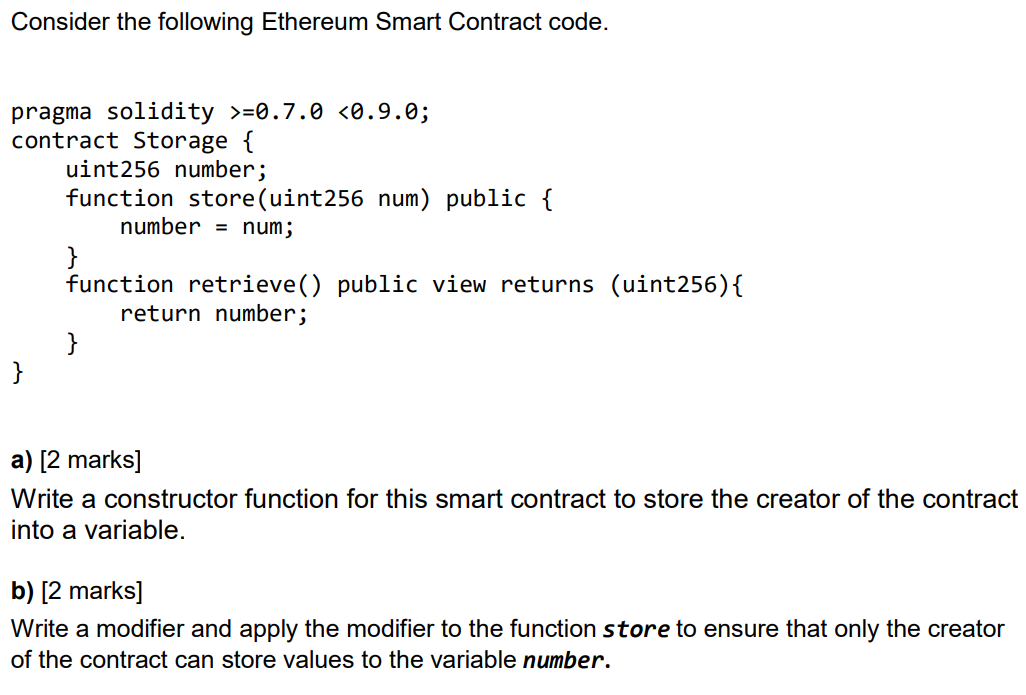 Consider the following Ethereum Smart Contract code.
pragma solidity >=0.7.0 <0.9.0;
contract Storage {
    uint256 number;
    function store(uint256 num) public {
        number = num;
    }
    function retrieve() public view returns (uint256){
        return number;
    }
}
a) [2 marks]
Write a constructor function for this smart contract to store the creator of the contract
into a variable.
b) [2 marks]
Write a modifier and apply the modifier to the function store to ensure that only the creator
of the contract can store values to the variable number.